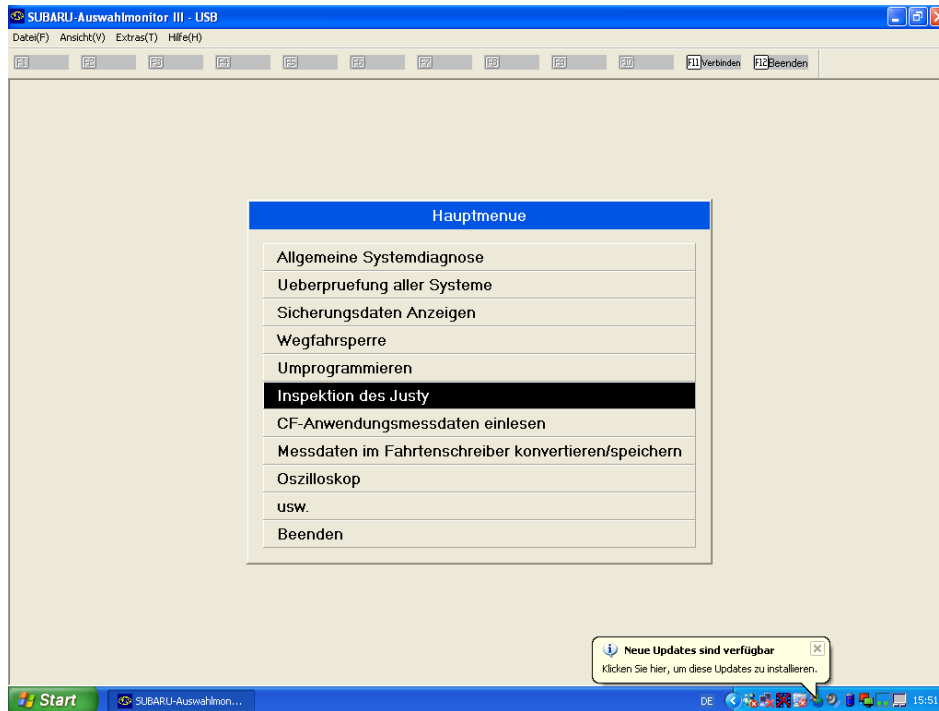 SUBARU-Auswahlmonitor III - USB
Datei(F) Ansicht(V) Extras(T) Hilfe(H)
F1 F2 F3 F4 F5 F6 F7 F8 F9 F10 F11 Verbinden F12 Beenden
Hauptmenue
Allgemeine Systemdiagnose
Ueberpruefung aller Systeme
Sicherungsdaten Anzeigen
Wegfahrsperre
Umprogrammieren
Inspektion des Justy
CF-Anwendungsmessdaten einlesen
Messdaten im Fahrtenschreiber konvertieren/speichern
Oszilloskop
usw.
Beenden
Neue Updates sind verfügbar
Klicken Sie hier, um diese Updates zu installieren.
Start SUBARU-Auswahlmon... DE 15:51